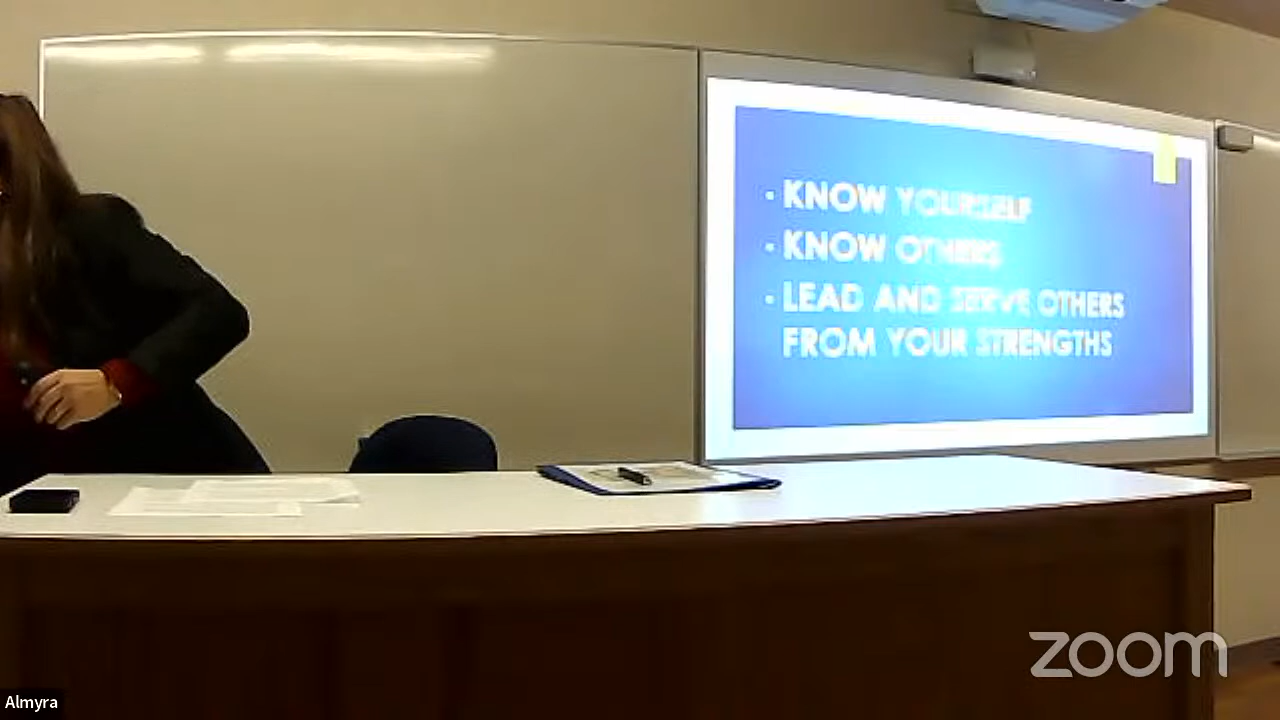 · KNOW YOURSELF
· KNOW OTHERS
· LEAD AND SERVE OTHERS
FROM YOUR STRENGTHS
zoom
Almyra